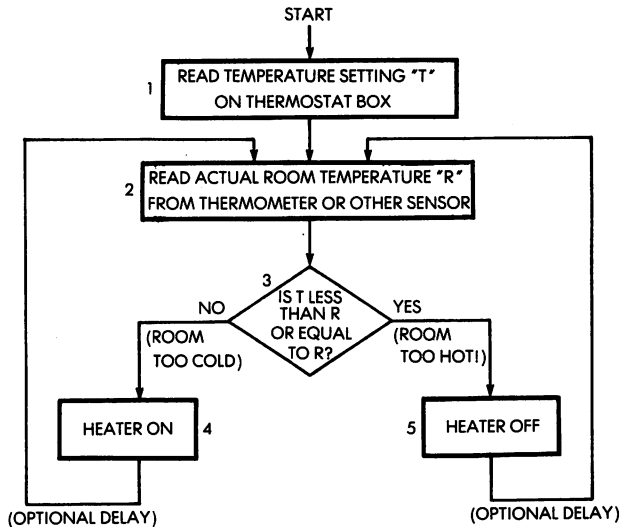 START
1
READ TEMPERATURE SETTING "T"
ON THERMOSTAT BOX
2
READ ACTUAL ROOM TEMPERATURE "R"
FROM THERMOMETER OR OTHER SENSOR
3
IS T LESS
THAN R
OR EQUAL
TO R?
NO
(ROOM
TOO COLD)
YES
(ROOM
TOO HOT!)
HEATER ON
4
5
HEATER OFF
(OPTIONAL DELAY)
(OPTIONAL DELAY)